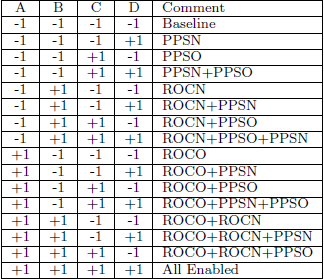 A B C D Comment
-1 -1 -1 -1 Baseline
-1 -1 -1 +1 PPSN
-1 -1 +1 -1 PPSO
-1 -1 +1 +1 PPSN+PPSO
-1 +1 -1 -1 ROCN
-1 +1 -1 +1 ROCN+PPSN
-1 +1 +1 -1 ROCN+PPSO
-1 +1 +1 +1 ROCN+PPSO+PPSN
+1 -1 -1 -1 ROCO
+1 -1 -1 +1 ROCO+PPSN
+1 -1 +1 -1 ROCO+PPSO
+1 -1 +1 +1 ROCO+PPSN+PPSO
+1 +1 -1 -1 ROCO+ROCN
+1 +1 -1 +1 ROCO+ROCN+PPSN
+1 +1 +1 -1 ROCO+ROCN+PPSO
+1 +1 +1 +1 All Enabled